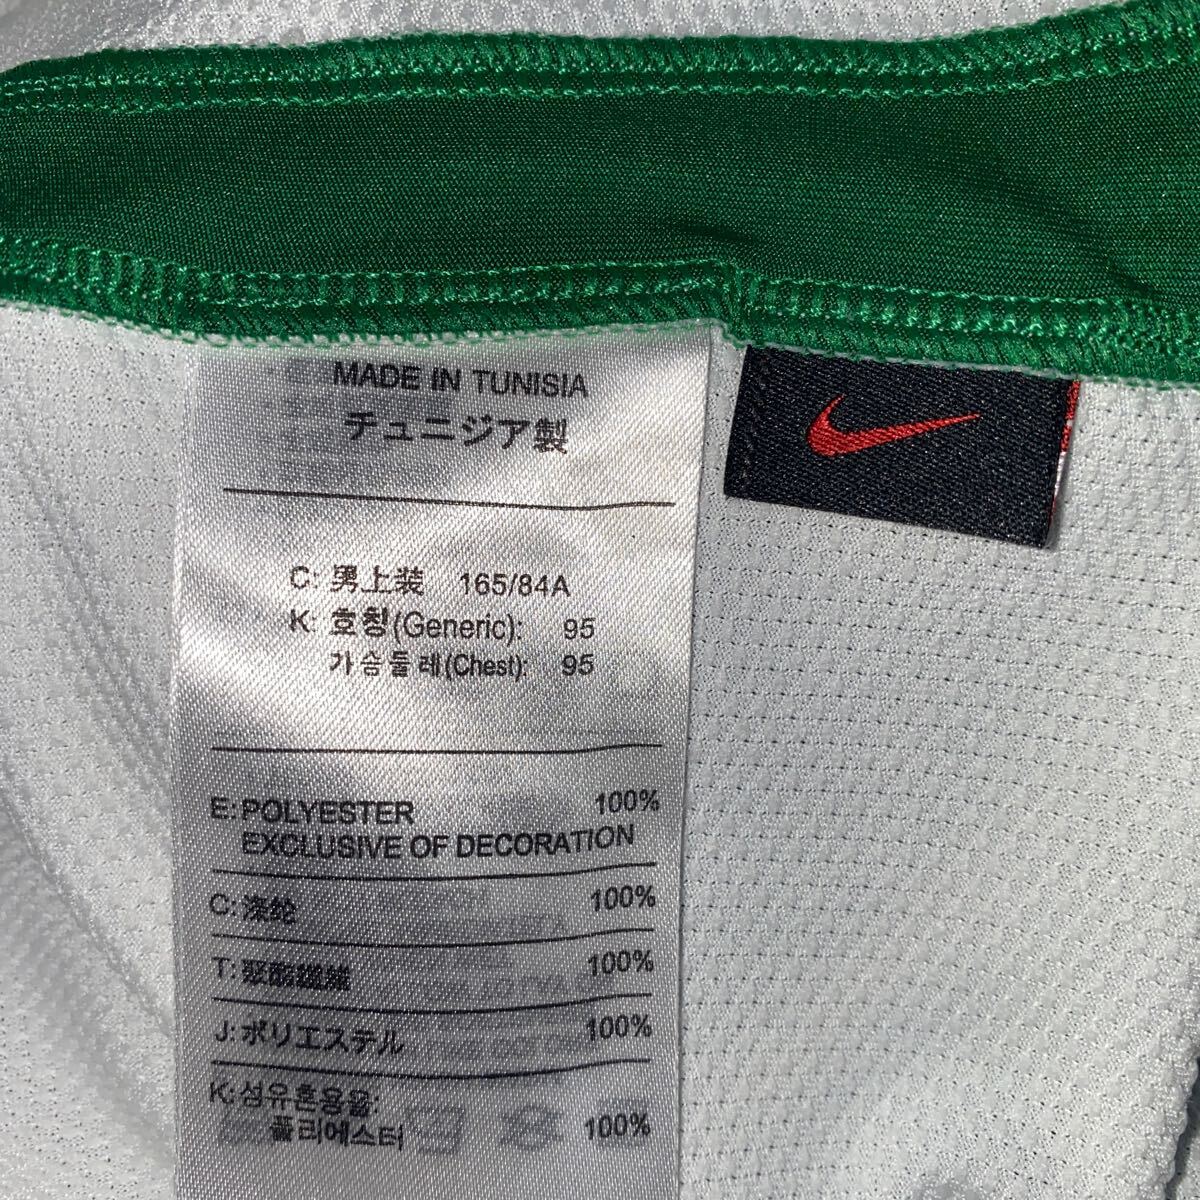 MADE IN TUNISIA
チュニジア製
C: 男上装 165/84A
K: 호칭(Generic): 95
가슴둘레(Chest): 95
E: POLYESTER 100%
EXCLUSIVE OF DECORATION
C: 涤纶 100%
T: 聚酯纖維 100%
J: ポリエステル 100%
K: 섬유혼용율:
폴리에스터 100%